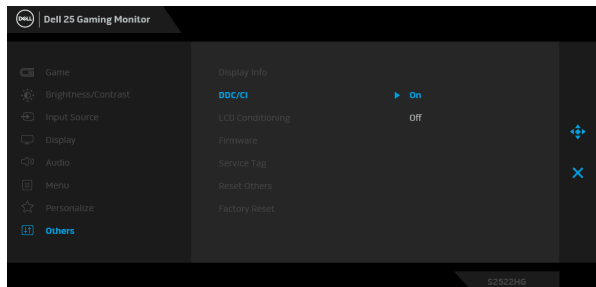 DELL Dell 25 Gaming Monitor
Game
Brightness/Contrast
Input Source
Display
Audio
Menu
Personalize
Others
Display Info
DDC/CI On
LCD Conditioning Off
Firmware
Service Tag
Reset Others
Factory Reset
S2522HG